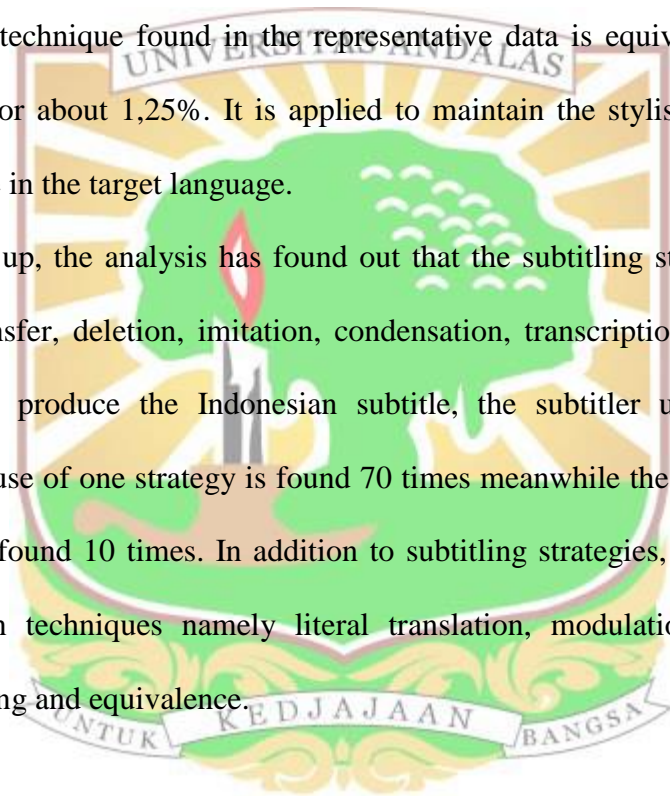 technique found in the representative data is equiv
UNIVERSITAS ANDALAS
or about 1,25%. It is applied to maintain the stylis
in the target language.
up, the analysis has found out that the subtitling s
nsfer, deletion, imitation, condensation, transcriptio
produce the Indonesian subtitle, the subtitler u
use of one strategy is found 70 times meanwhile the
found 10 times. In addition to subtitling strategies,
n techniques namely literal translation, modulatio
ng and equivalence.
UNTUK KEDJAJAAN BANGSA